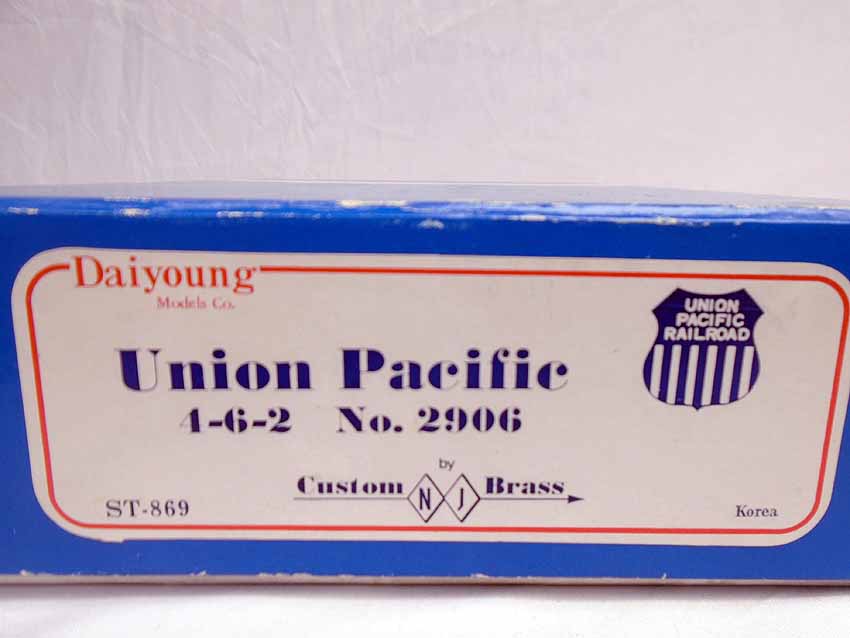 Daiyoung
Models Co.
UNION
PACIFIC
RAILROAD
Union Pacific
4-6-2 No. 2906
by
Custom NJ Brass
ST-869
Korea